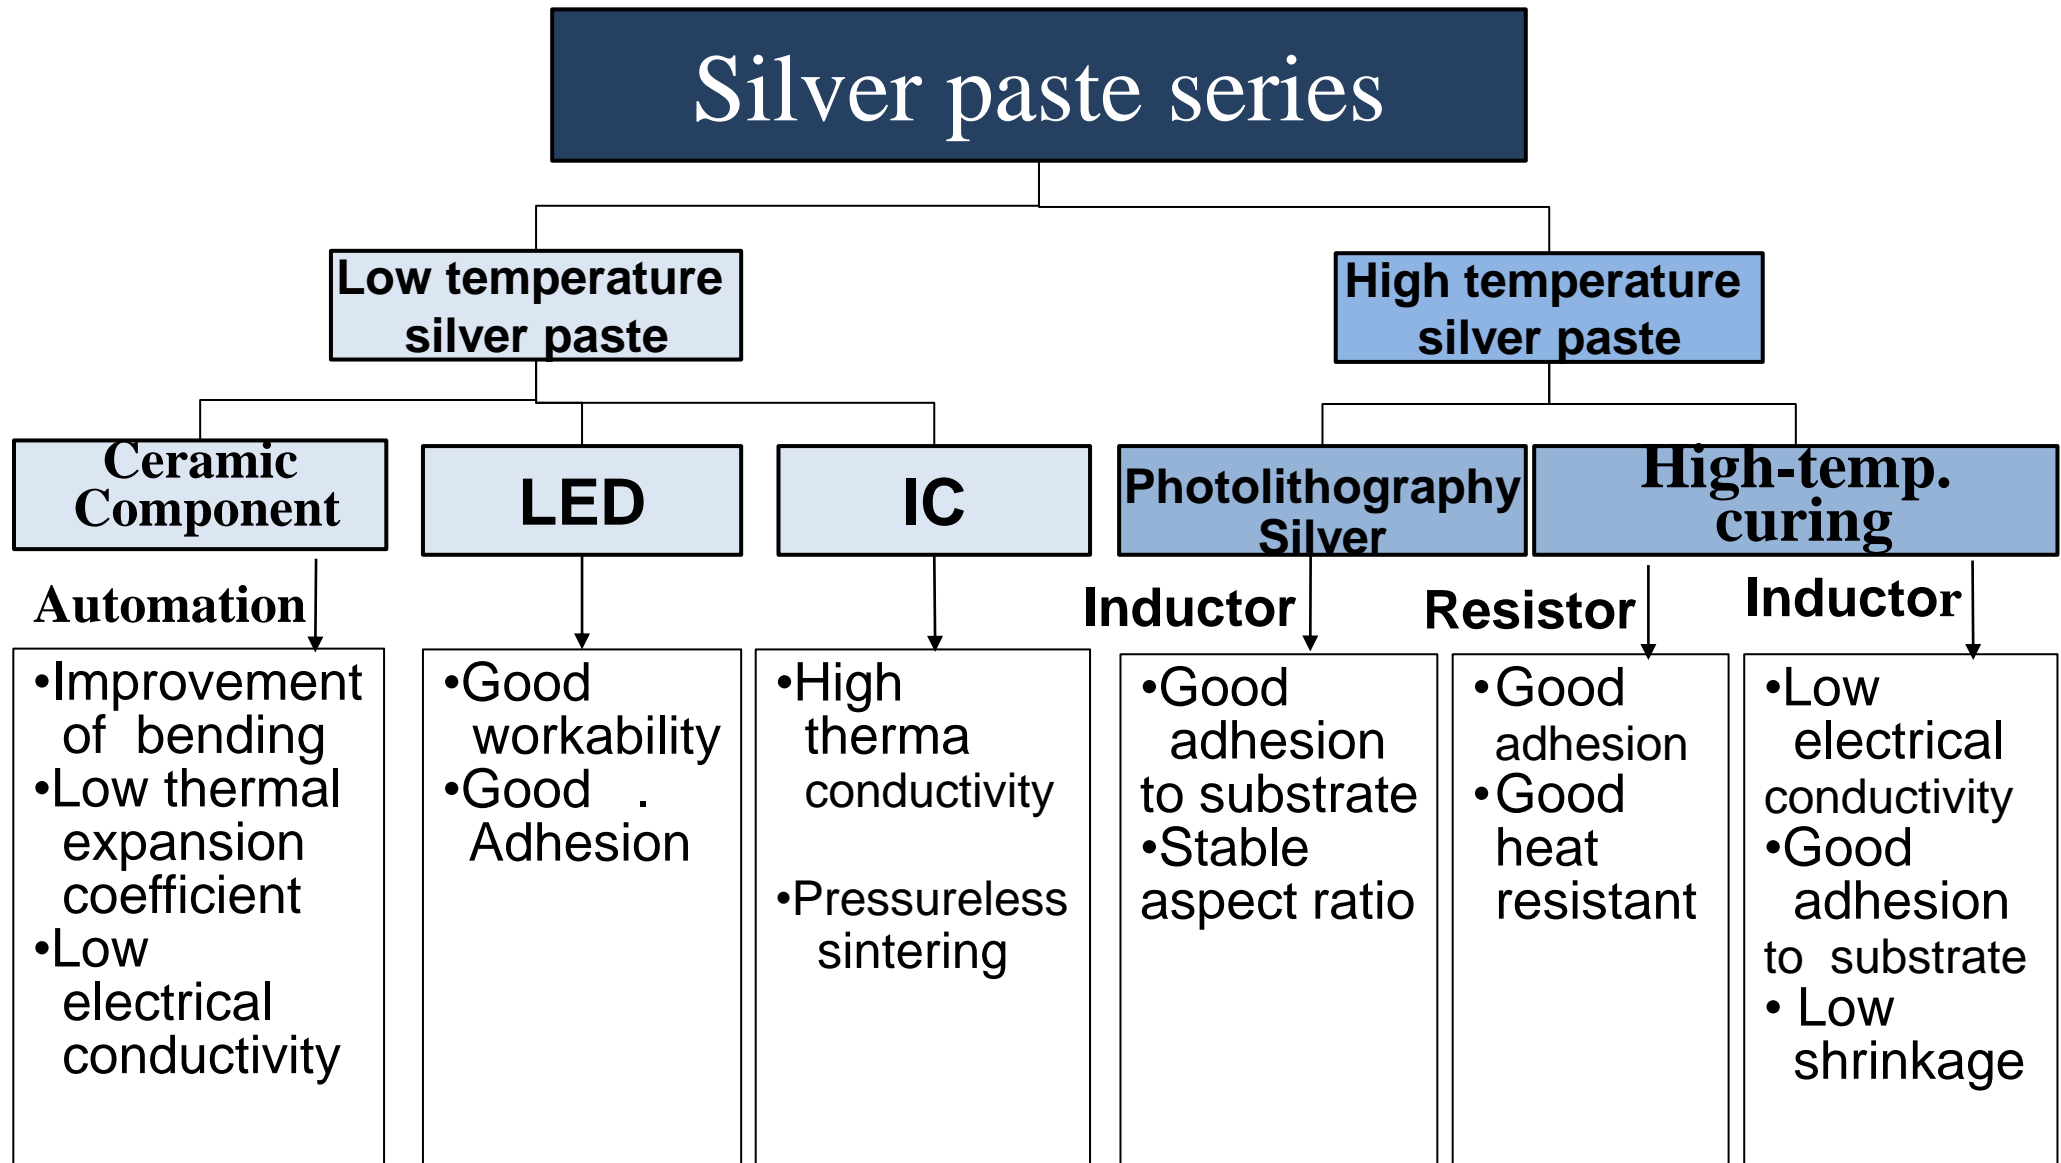 Silver paste series
Low temperature
silver paste
High temperature
silver paste
Ceramic
Component
LED
IC
Photolithography
Silver
High-temp.
curing
Automation
Inductor
Resistor
Inductor
•Improvement
of bending
•Low thermal
expansion
coefficient
•Low
electrical
conductivity
•Good
workability
•Good .
Adhesion
•High
therma
conductivity
•Pressureless
sintering
•Good
adhesion
to substrate
•Stable
aspect ratio
•Good
adhesion
•Good
heat
resistant
•Low
electrical
conductivity
•Good
adhesion
to substrate
• Low
shrinkage